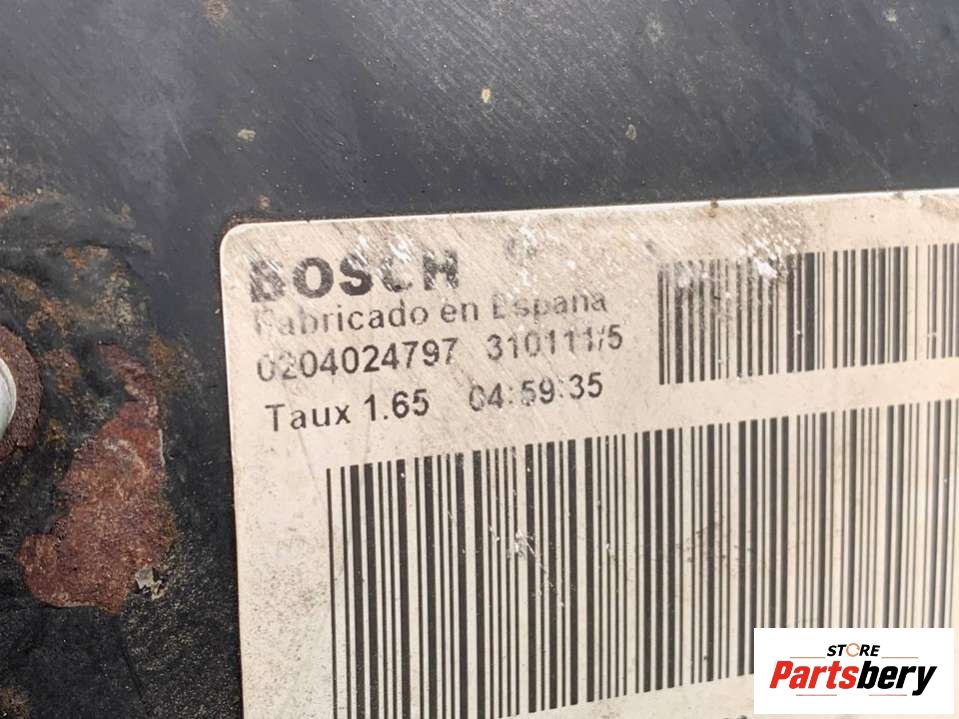 BOSCH
Fabricado en España
0204024797 310111/5
Taux 1.65 04:59:35
STORE
Partsbery